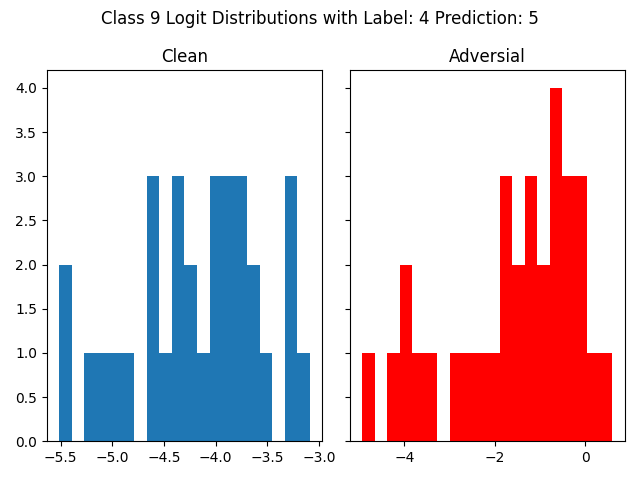 Class 9 Logit Distributions with Label: 4 Prediction: 5
Clean
Adversial
4.0
3.5
3.0
2.5
2.0
1.5
1.0
0.5
0.0
−5.5 −5.0 −4.5 −4.0 −3.5 −3.0
−4 −2 0